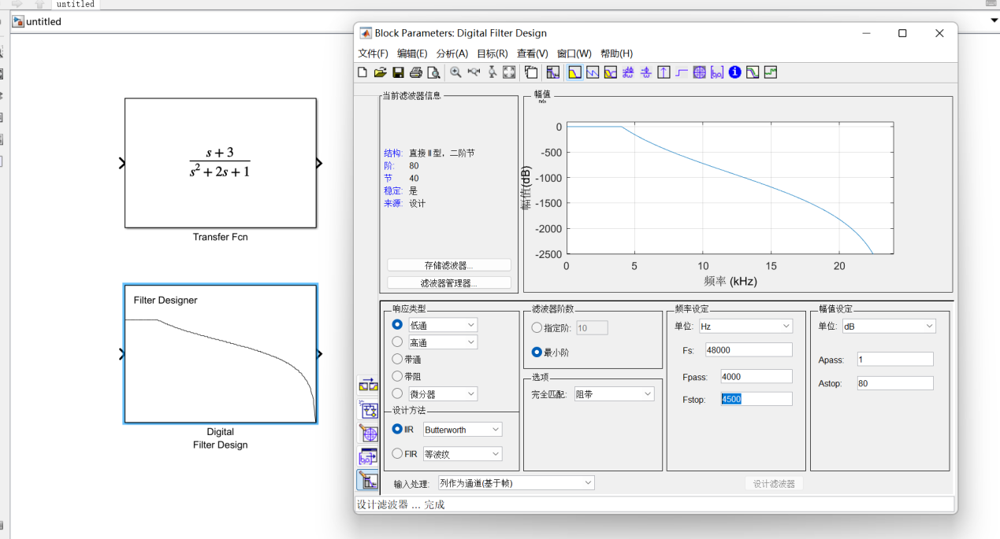 untitled
untitled
s + 3
s² + 2s + 1
Transfer Fcn
Filter Designer
Digital
Filter Design
Block Parameters: Digital Filter Design
文件(F) 编辑(E) 分析(A) 目标(R) 查看(V) 窗口(W) 帮助(H)
当前滤波器信息
结构: 直接 II 型, 二阶节
阶: 80
节 40
稳定: 是
来源: 设计
存储滤波器...
滤波器管理器...
幅值
0
-500
-1000
-1500
-2000
-2500
幅值(dB)
0 5 10 15 20
频率 (kHz)
响应类型
低通
高通
带通
带阻
微分器
设计方法
IIR Butterworth
FIR 等波纹
滤波器阶数
指定阶: 10
最小阶
选项
完全匹配: 阻带
频率设定
单位: Hz
Fs: 48000
Fpass: 4000
Fstop: 4500
幅值设定
单位: dB
Apass: 1
Astop: 80
输入处理: 列作为通道(基于帧)
设计滤波器
设计滤波器 ... 完成